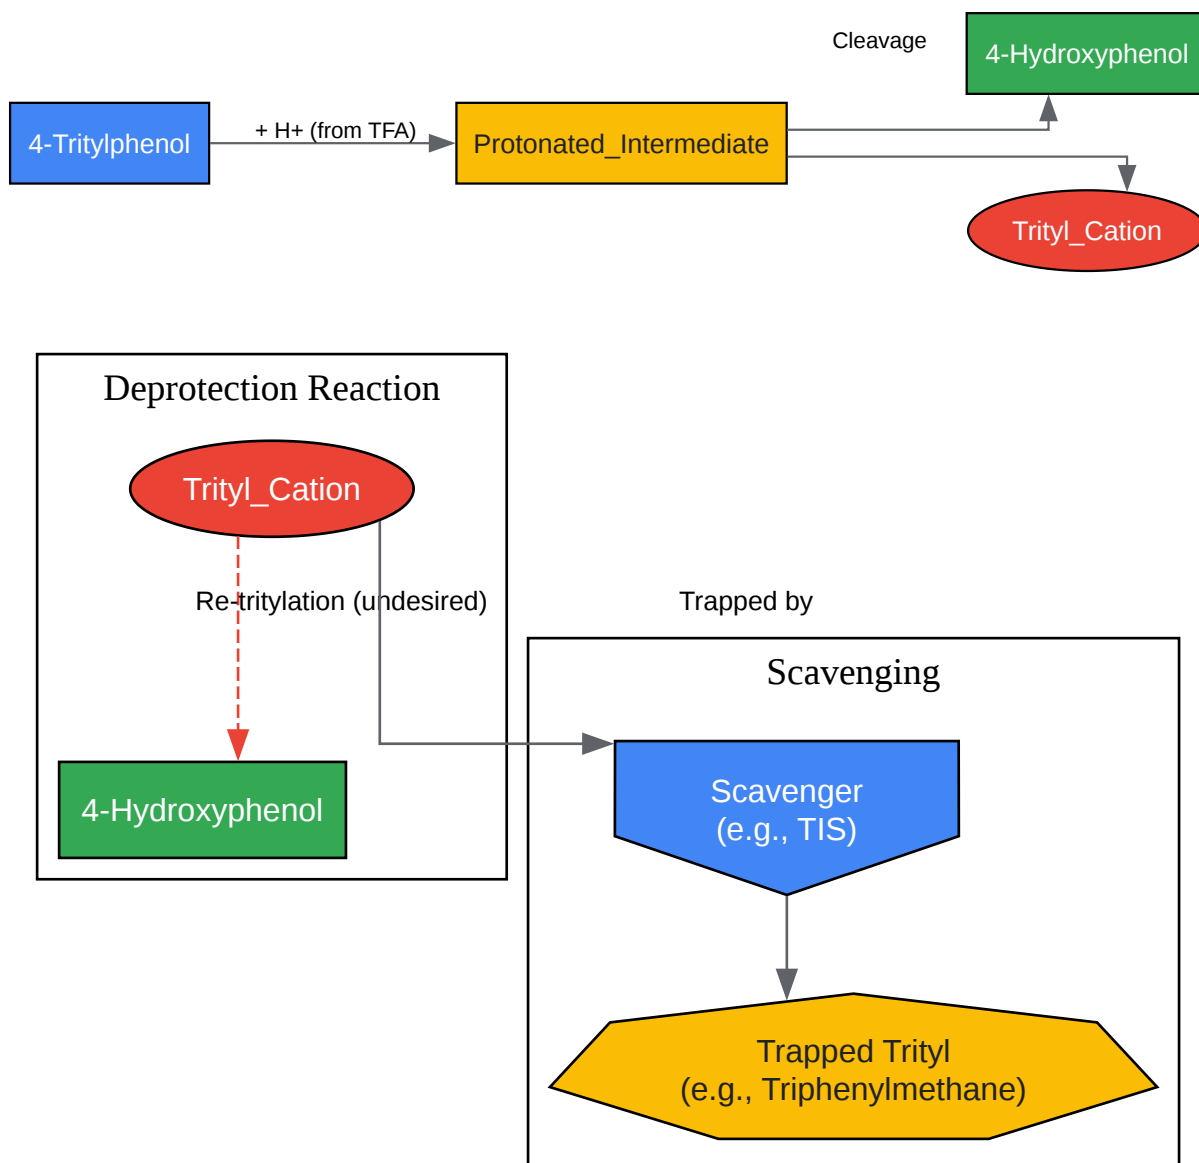 Cleavage
4-Hydroxyphenol
4-Tritylphenol
+ H+ (from TFA)
Protonated_Intermediate
Trityl_Cation
Deprotection Reaction
Trityl_Cation
Re-tritylation (undesired)
Trapped by
Scavenging
4-Hydroxyphenol
Scavenger
(e.g., TIS)
Trapped Trityl
(e.g., Triphenylmethane)